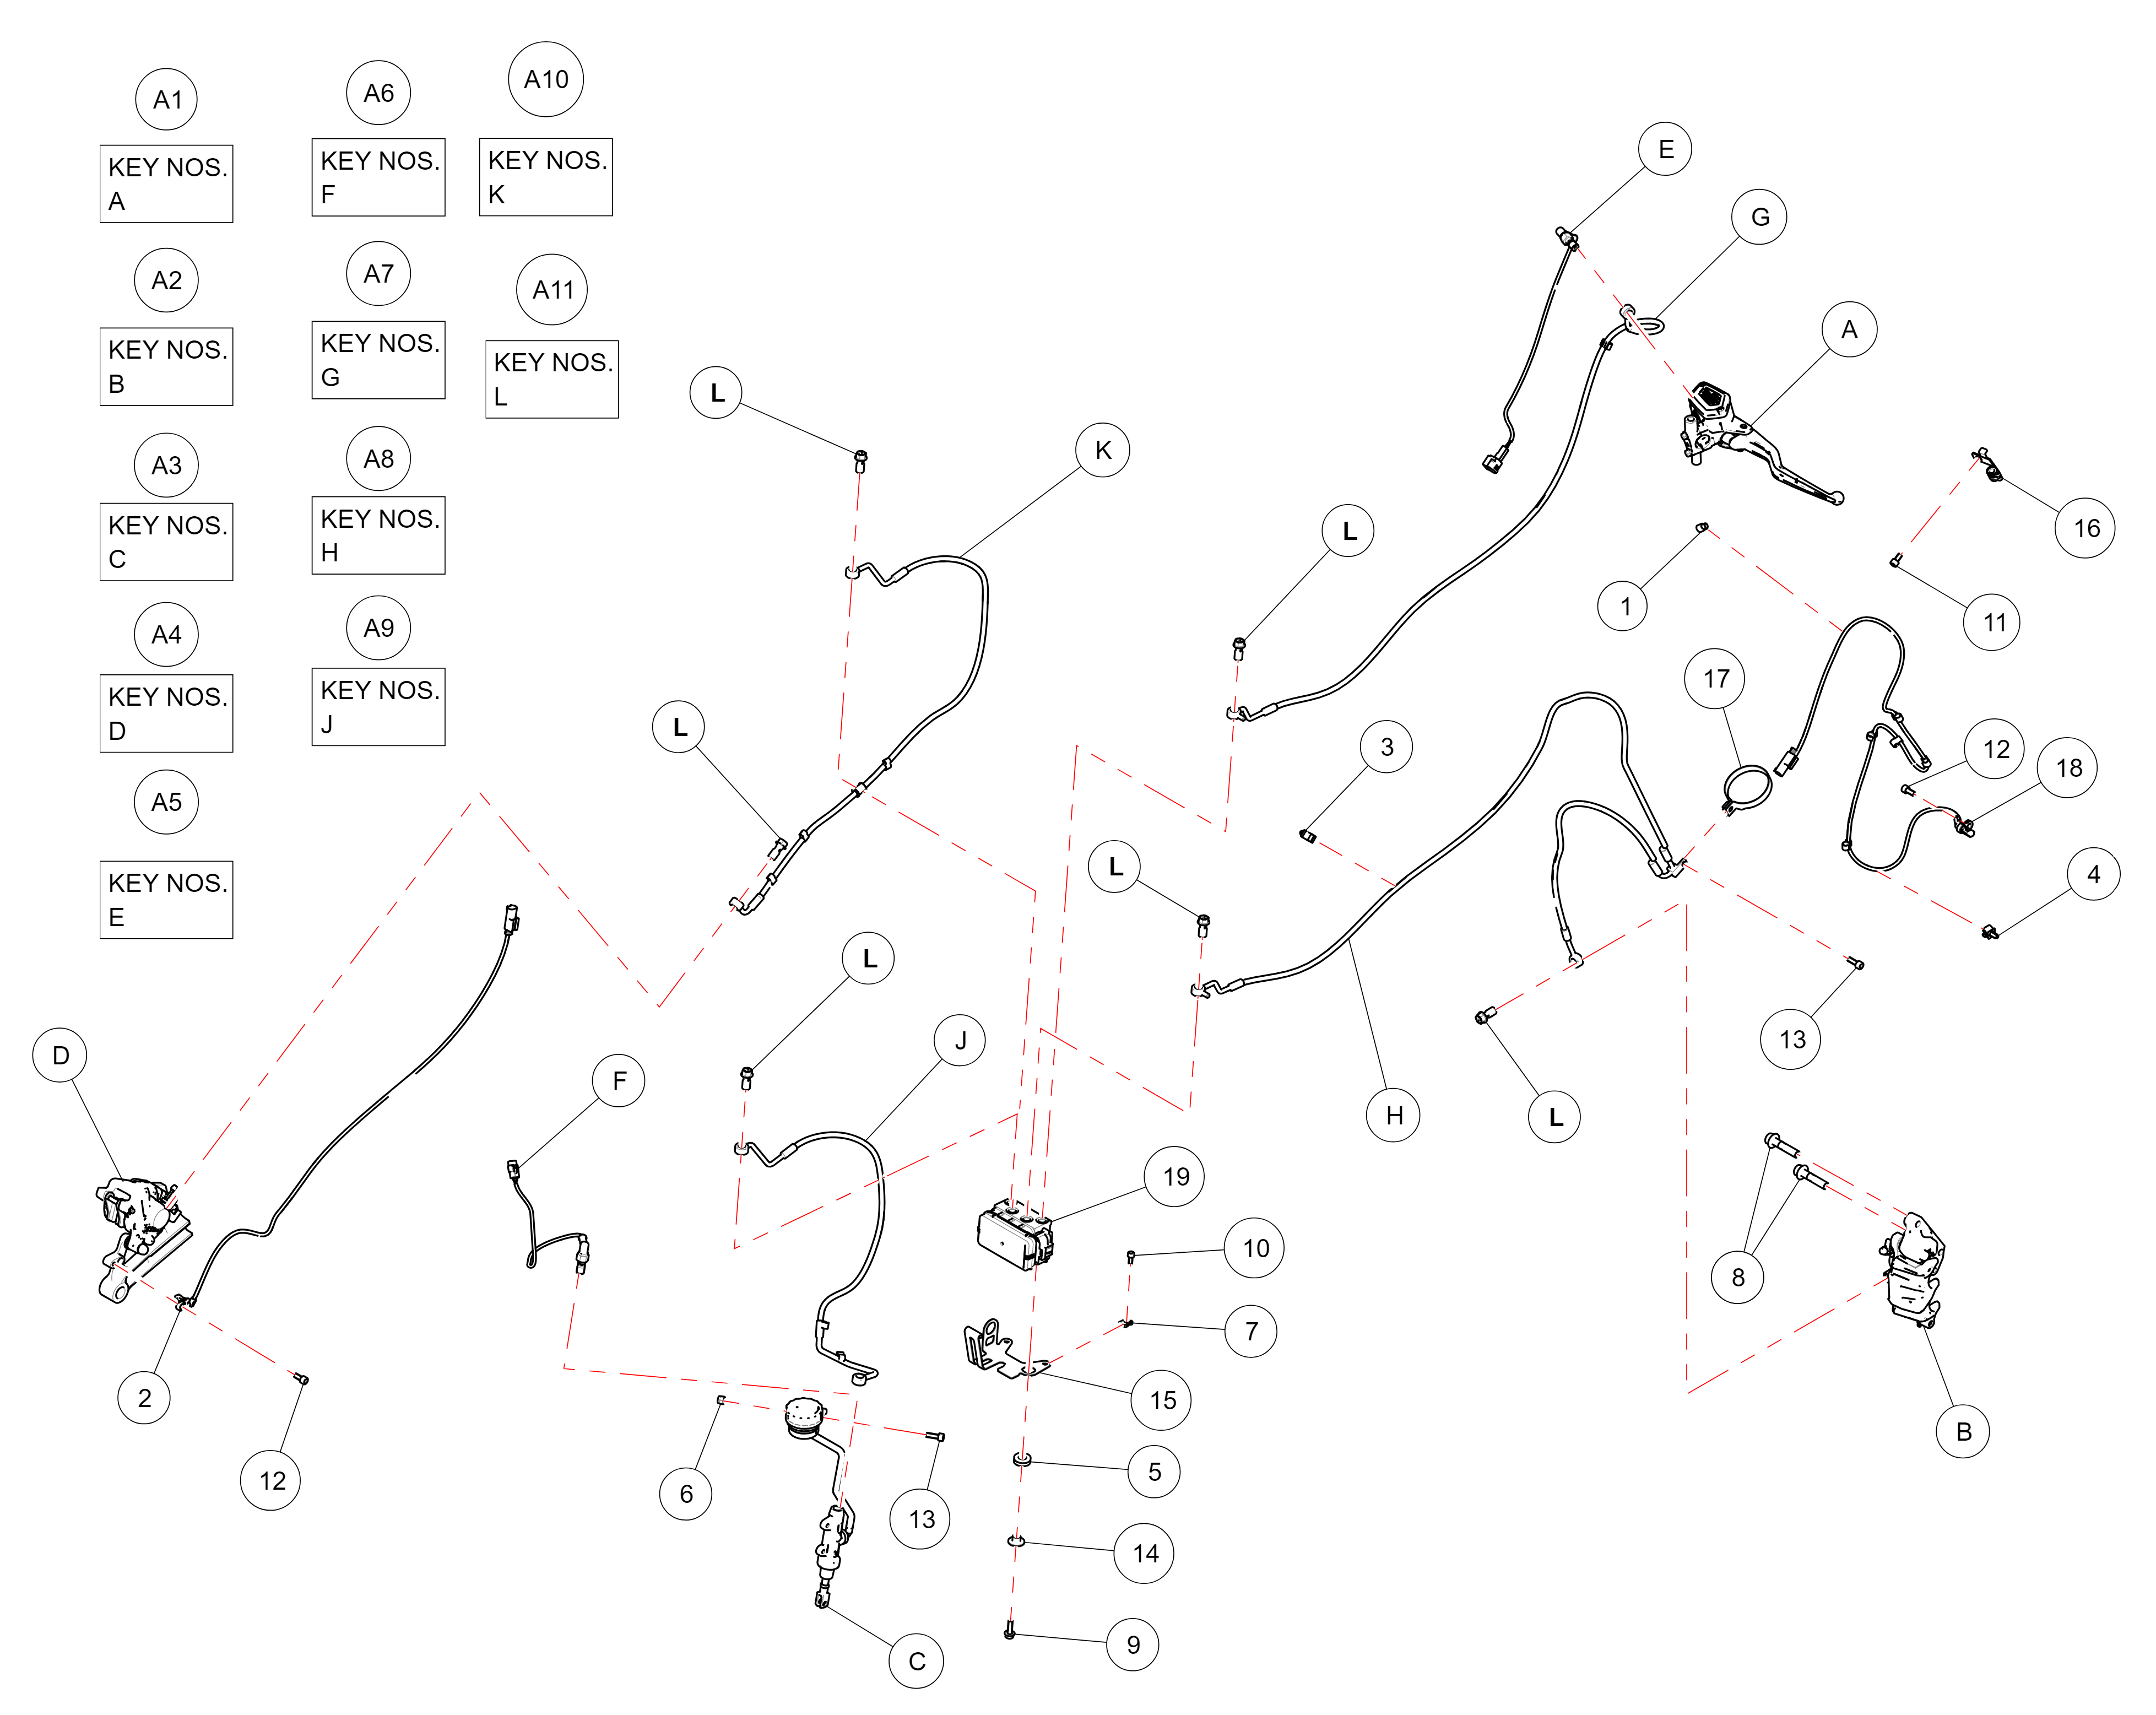 A1
KEY NOS.
A
A2
KEY NOS.
B
A3
KEY NOS.
C
A4
KEY NOS.
D
A5
KEY NOS.
E
A6
KEY NOS.
F
A7
KEY NOS.
G
A8
KEY NOS.
H
A9
KEY NOS.
J
A10
KEY NOS.
K
A11
KEY NOS.
L
E
G
A
L
K
L
16
1
11
17
L
3
12
18
L
4
L
D
J
13
F
H
L
19
10
8
7
2
15
B
5
12
6
13
14
9
C